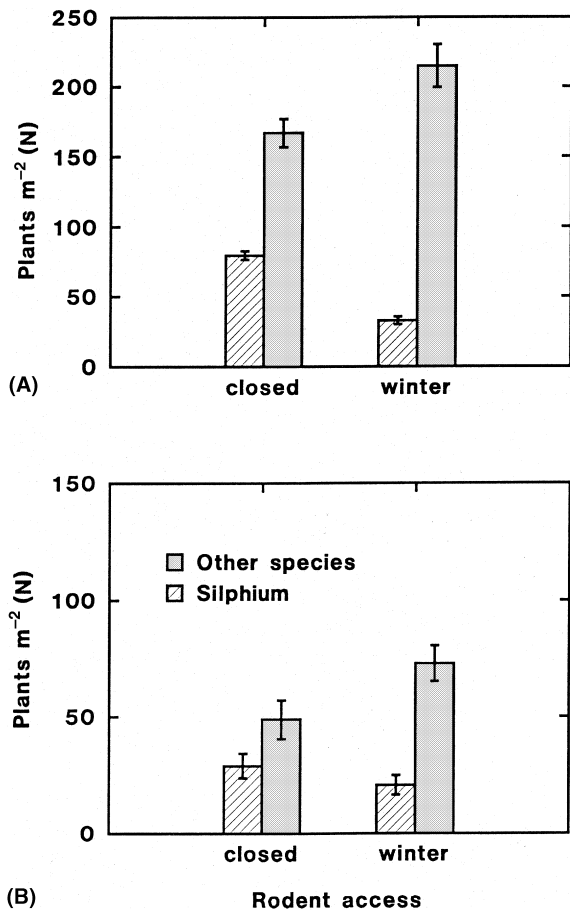 250
200
150
100
50
0
Plants m⁻² (N)
closed winter
(A)
150
100
50
0
Plants m⁻² (N)
Other species
Silphium
closed winter
(B) Rodent access